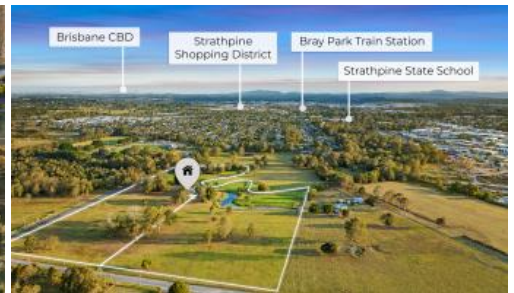 Brisbane CBD
Strathpine
Shopping District
Bray Park Train Station
Strathpine State School